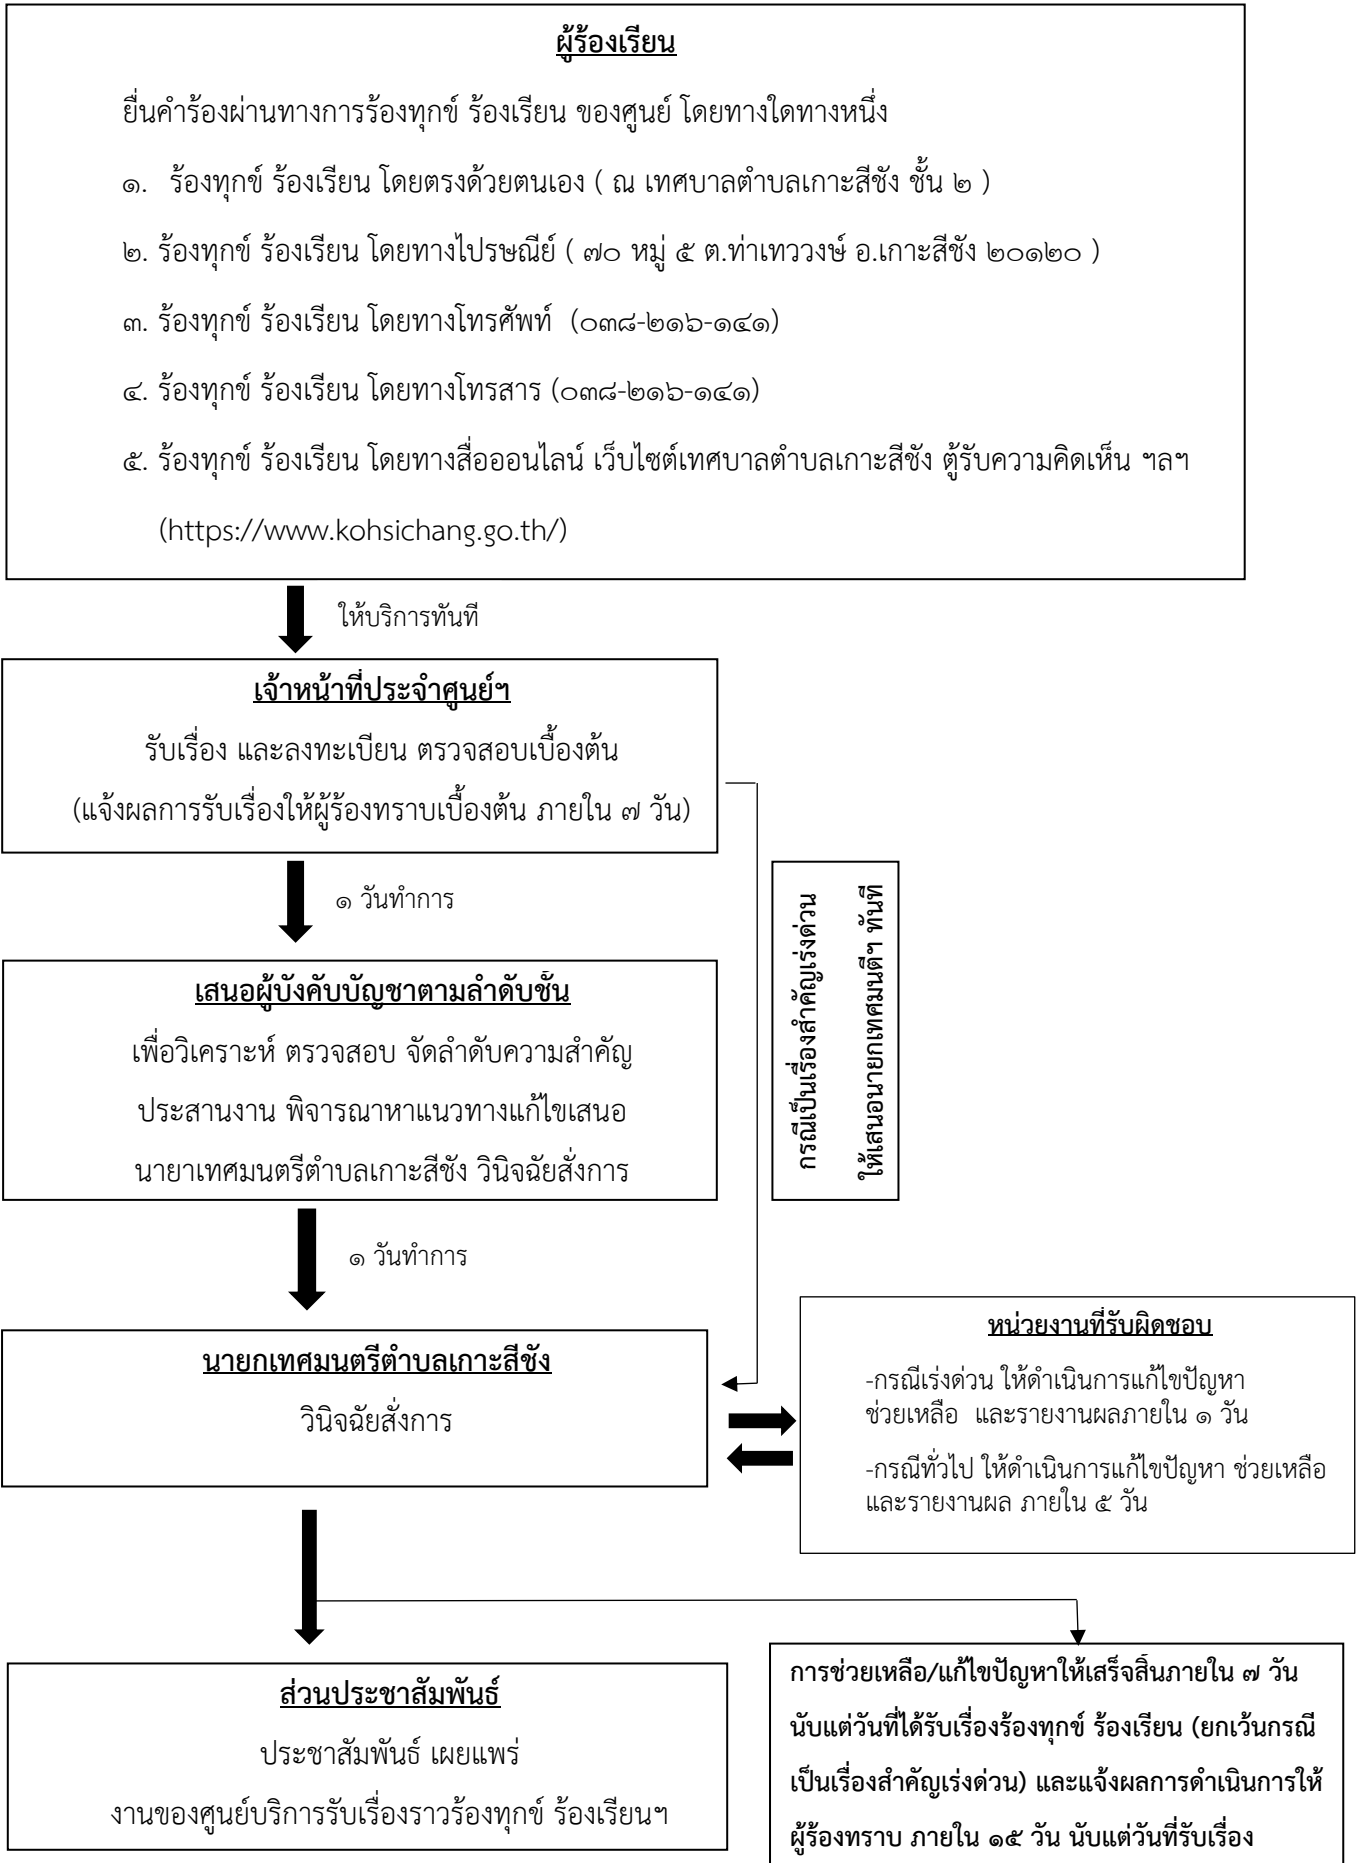 ผู้ร้องเรียน
ยื่นคำร้องผ่านทางการร้องทุกข์ ร้องเรียน ของศูนย์ โดยทางใดทางหนึ่ง
๑. ร้องทุกข์ ร้องเรียน โดยตรงด้วยตนเอง ( ณ เทศบาลตำบลเกาะสีชัง ชั้น ๒ )
๒. ร้องทุกข์ ร้องเรียน โดยทางไปรษณีย์ ( ๗๐ หมู่ ๕ ต.ท่าเทววงษ์ อ.เกาะสีชัง ๒๐๑๒๐ )
๓. ร้องทุกข์ ร้องเรียน โดยทางโทรศัพท์ (๐๓๘-๒๑๖-๑๔๑)
๔. ร้องทุกข์ ร้องเรียน โดยทางโทรสาร (๐๓๘-๒๑๖-๑๔๑)
๕. ร้องทุกข์ ร้องเรียน โดยทางสื่อออนไลน์ เว็บไซต์เทศบาลตำบลเกาะสีชัง ตู้รับความคิดเห็น ฯลฯ
(https://www.kohsichang.go.th/)
ให้บริการทันที
เจ้าหน้าที่ประจำศูนย์ฯ
รับเรื่อง และลงทะเบียน ตรวจสอบเบื้องต้น
(แจ้งผลการรับเรื่องให้ผู้ร้องทราบเบื้องต้น ภายใน ๗ วัน)
๑ วันทำการ
กรณีเป็นเรื่องสำคัญเร่งด่วน
ให้เสนอนายกเทศมนตีฯ ทันที
เสนอผู้บังคับบัญชาตามลำดับชั้น
เพื่อวิเคราะห์ ตรวจสอบ จัดลำดับความสำคัญ
ประสานงาน พิจารณาหาแนวทางแก้ไขเสนอ
นายาเทศมนตรีตำบลเกาะสีชัง วินิจฉัยสั่งการ
๑ วันทำการ
นายกเทศมนตรีตำบลเกาะสีชัง
วินิจฉัยสั่งการ
หน่วยงานที่รับผิดชอบ
-กรณีเร่งด่วน ให้ดำเนินการแก้ไขปัญหา
ช่วยเหลือ และรายงานผลภายใน ๑ วัน
-กรณีทั่วไป ให้ดำเนินการแก้ไขปัญหา ช่วยเหลือ
และรายงานผล ภายใน ๕ วัน
ส่วนประชาสัมพันธ์
ประชาสัมพันธ์ เผยแพร่
งานของศูนย์บริการรับเรื่องราวร้องทุกข์ ร้องเรียนฯ
การช่วยเหลือ/แก้ไขปัญหาให้เสร็จสิ้นภายใน ๗ วัน
นับแต่วันที่ได้รับเรื่องร้องทุกข์ ร้องเรียน (ยกเว้นกรณี
เป็นเรื่องสำคัญเร่งด่วน) และแจ้งผลการดำเนินการให้
ผู้ร้องทราบ ภายใน ๑๕ วัน นับแต่วันที่รับเรื่อง